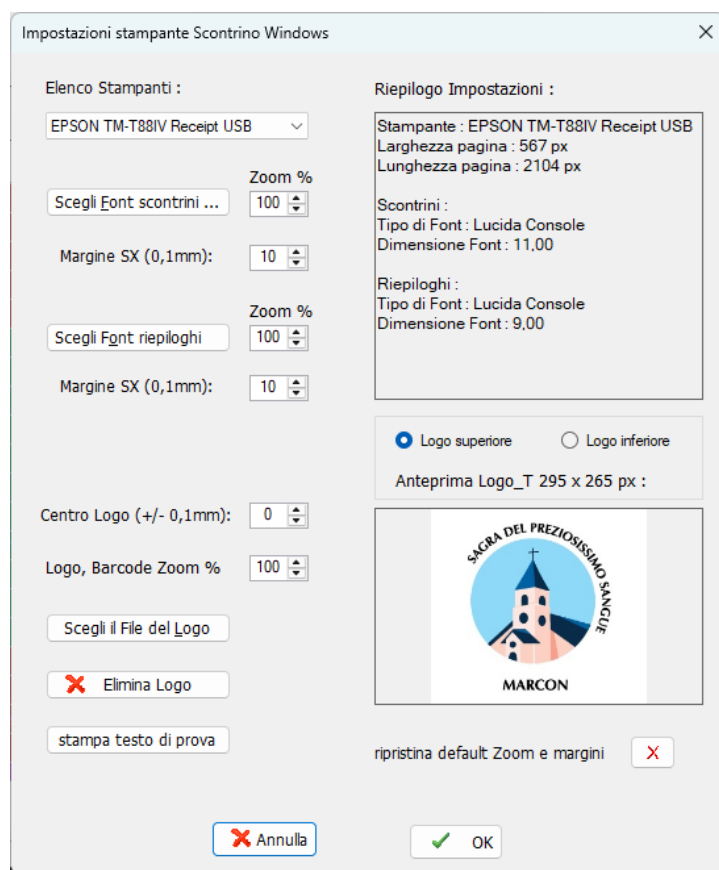 Impostazioni stampante Scontrino Windows
Elenco Stampanti :
EPSON TM-T88IV Receipt USB
Zoom %
Scegli Font scontrini ...
100
Margine SX (0,1mm):
10
Zoom %
Scegli Font riepiloghi
100
Margine SX (0,1mm):
10
Centro Logo (+/- 0,1mm):
0
Logo, Barcode Zoom %
100
Scegli il File del Logo
Elimina Logo
stampa testo di prova
Riepilogo Impostazioni :
Stampante : EPSON TM-T88IV Receipt USB
Larghezza pagina : 567 px
Lunghezza pagina : 2104 px
Scontrini :
Tipo di Font : Lucida Console
Dimensione Font : 11,00
Riepiloghi :
Tipo di Font : Lucida Console
Dimensione Font : 9,00
Logo superiore
Logo inferiore
Anteprima Logo_T 295 x 265 px :
SAGRA DEL PREZIOSISSIMO SANGUE
MARCON
ripristina default Zoom e margini
X
Annulla
OK